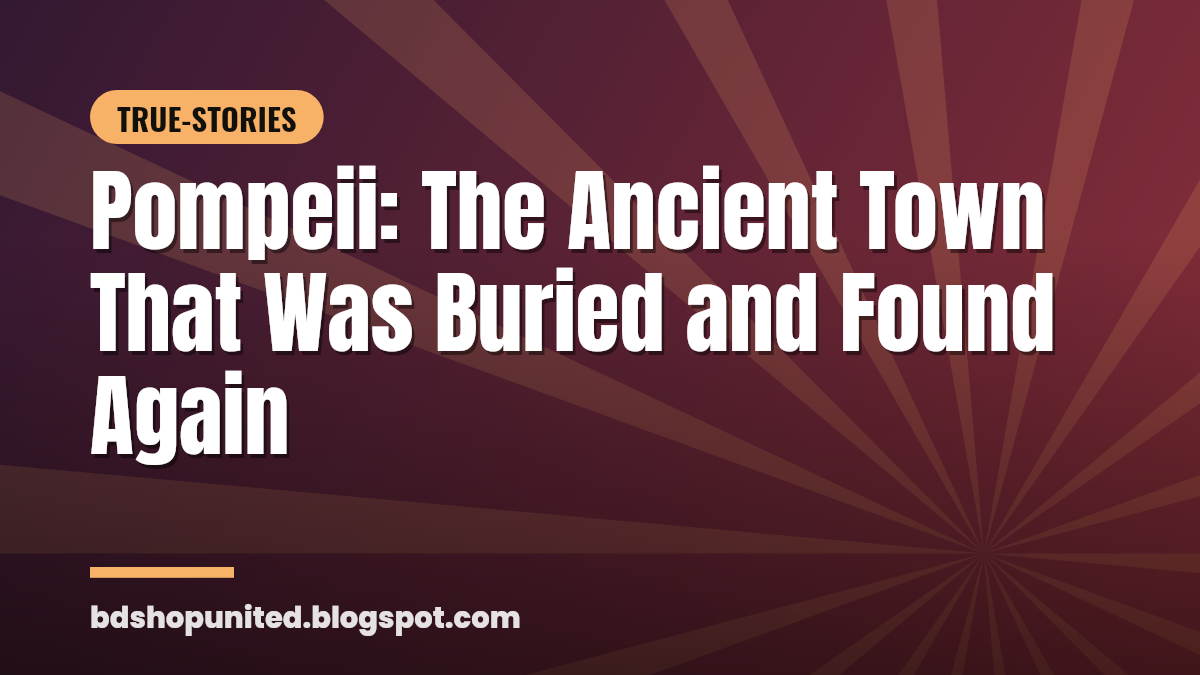 TRUE-STORIES
Pompeii: The Ancient Town
That Was Buried and Found
Again
bdshopunited.blogspot.com